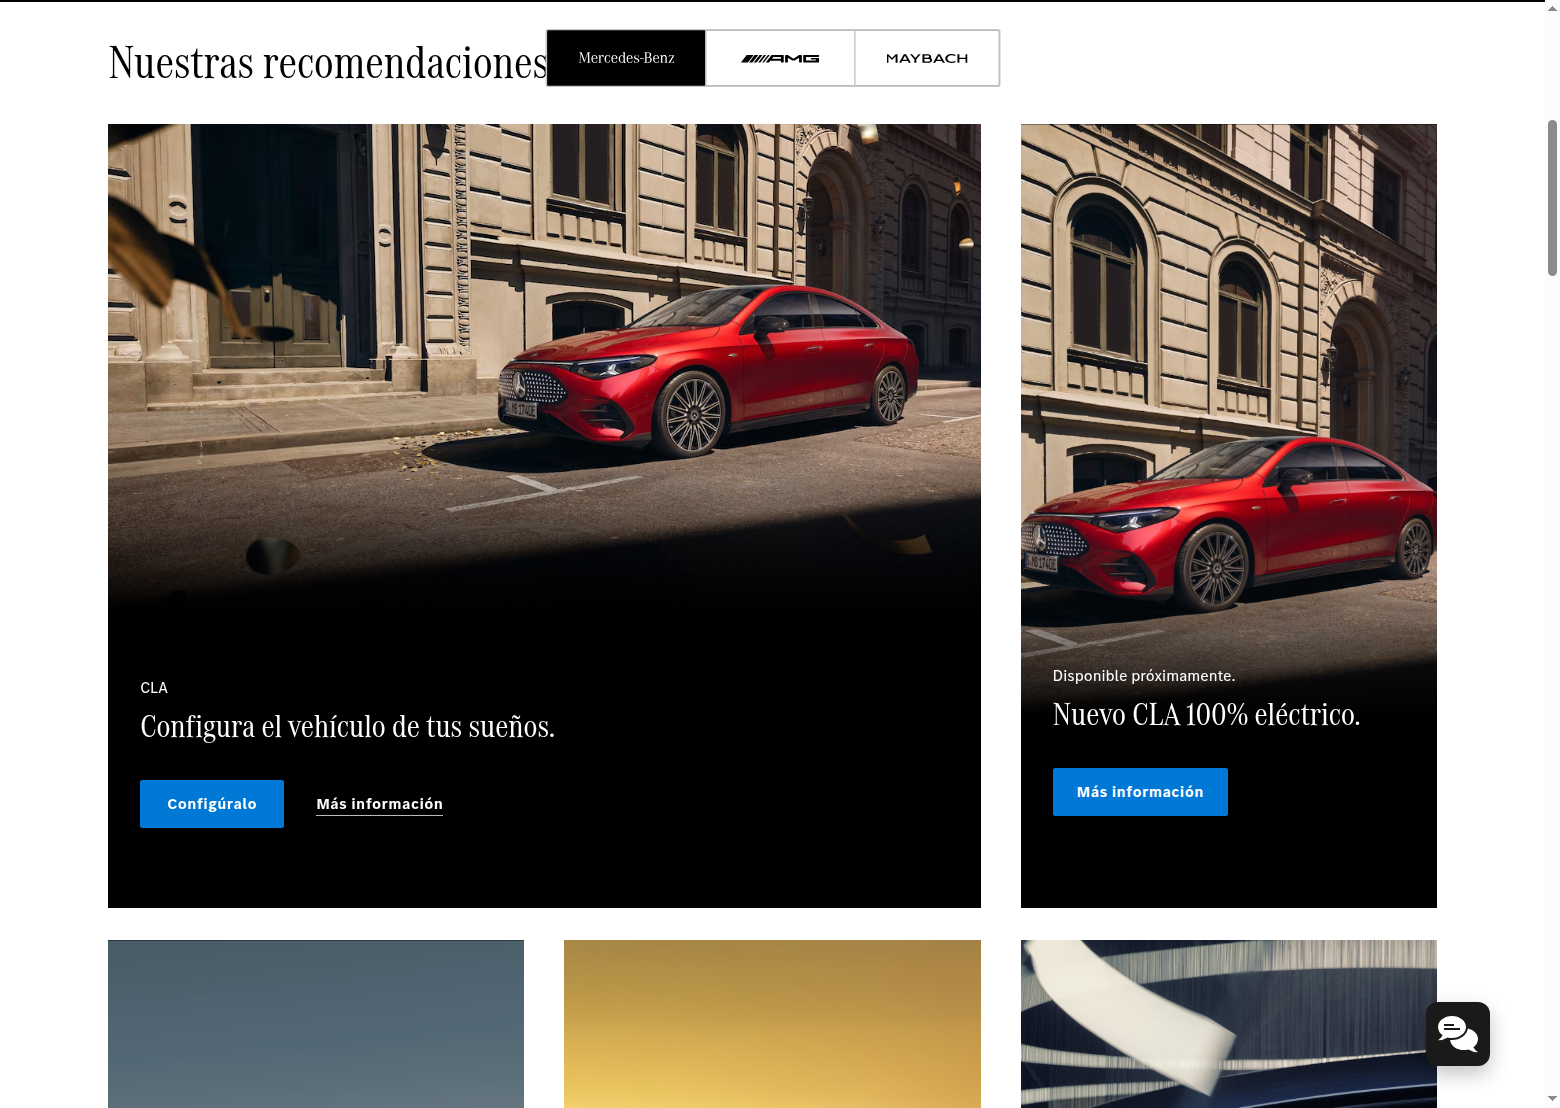 Nuestras recomendaciones
Mercedes-Benz
AMG
MAYBACH
CLA
Configura el vehículo de tus sueños.
Configúralo
Más información
Disponible próximamente.
Nuevo CLA 100% eléctrico.
Más información